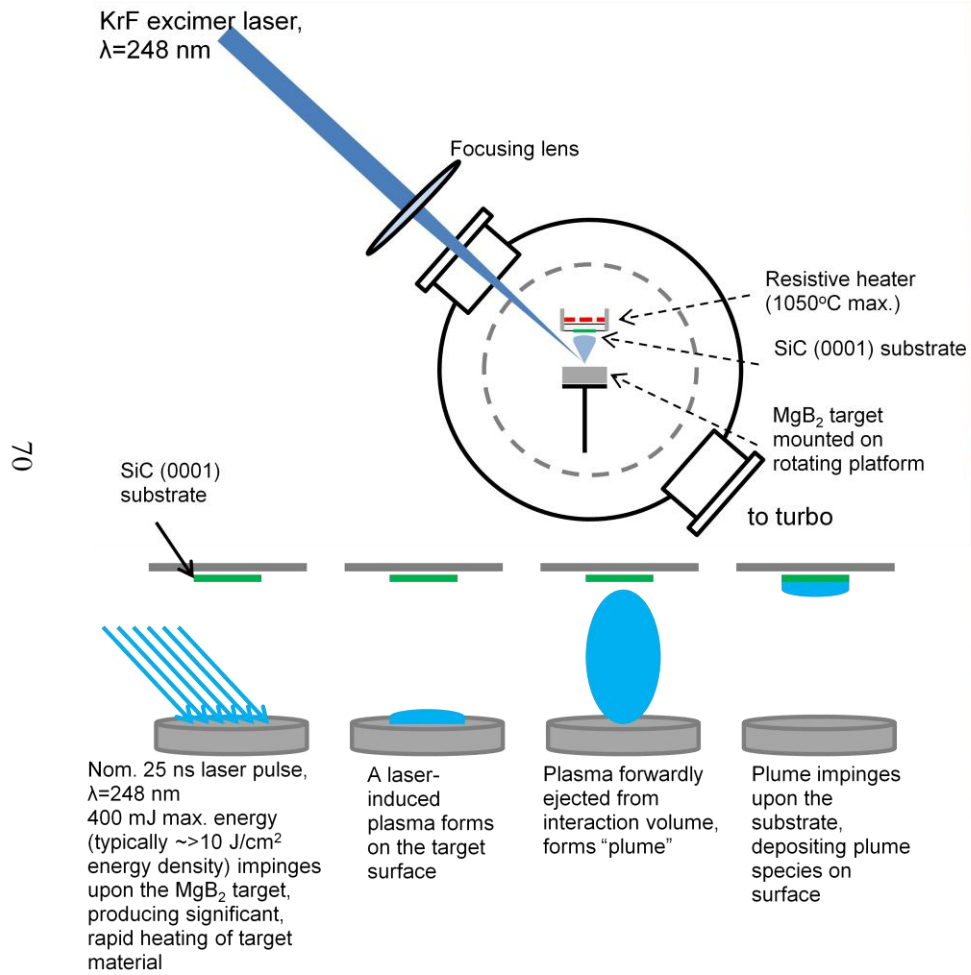 KrF excimer laser,
λ=248 nm
Focusing lens
Resistive heater
(1050°C max.)
SiC (0001) substrate
MgB₂ target
mounted on
rotating platform
to turbo
70
SiC (0001)
substrate
Nom. 25 ns laser pulse,
λ=248 nm
400 mJ max. energy
(typically ~>10 J/cm²
energy density) impinges
upon the MgB₂ target,
producing significant,
rapid heating of target
material
A laser-
induced
plasma forms
on the target
surface
Plasma forwardly
ejected from
interaction volume,
forms “plume”
Plume impinges
upon the
substrate,
depositing plume
species on
surface